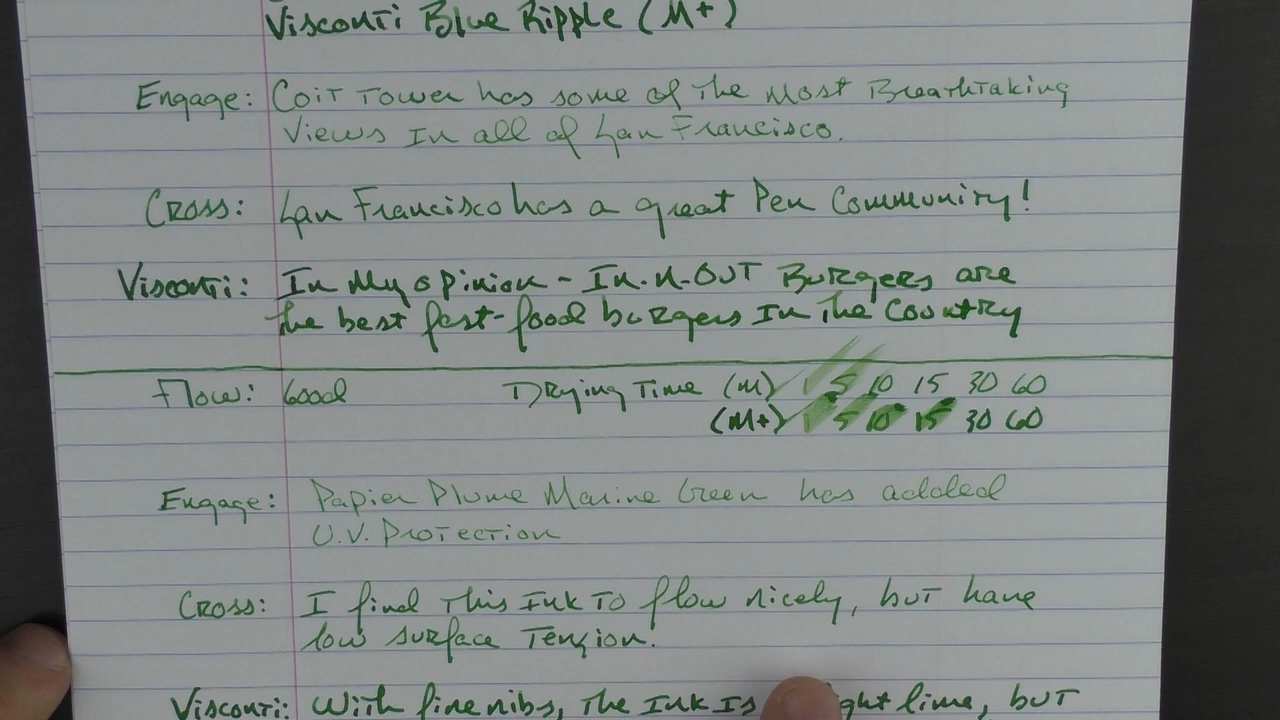 Visconti Blue Ripple (M+)
Engage: Coit Tower has some of the Most Breathtaking
Views In all of San Francisco.
Cross: San Francisco has a great Pen Community!
Visconti: In My opinion - In-N-Out Burgers are
the best fast-food burgers In The Country
Flow: Good Drying Time (M) 1 5 10 15 30 60
(M+) 1 5 10 15 30 60
Engage: Papier Plume Marine Green has added
U.V. Protection
Cross: I find This Ink To flow nicely, but have
low surface Tension.
Visconti: With fine nibs, The Ink Is lime, but